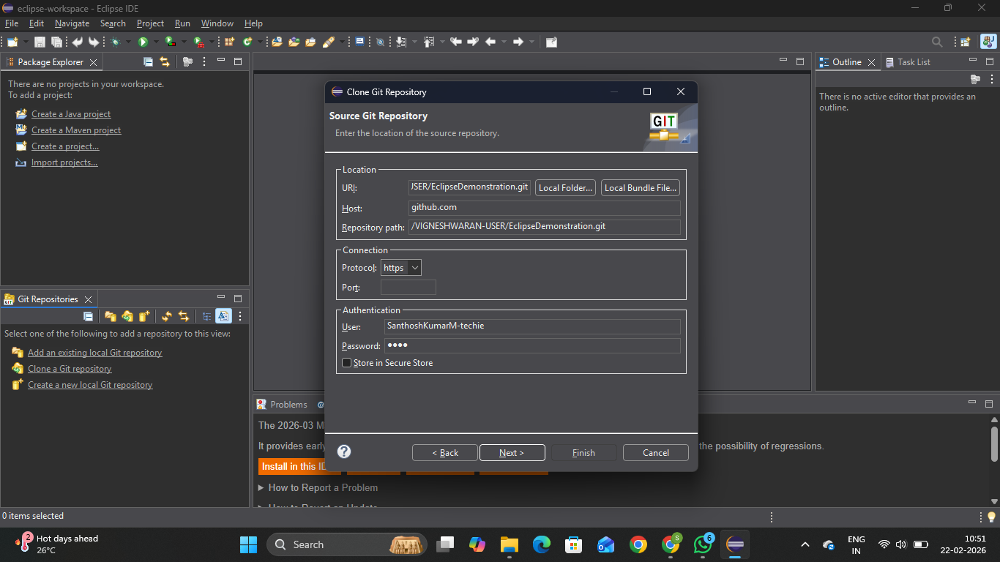 eclipse-workspace - Eclipse IDE
File Edit Navigate Search Project Run Window Help
Package Explorer
There are no projects in your workspace.
To add a project:
Create a Java project
Create a Maven project
Create a project...
Import projects...
Git Repositories
Select one of the following to add a repository to this view:
Add an existing local Git repository
Clone a Git repository
Create a new local Git repository
Clone Git Repository
Source Git Repository
Enter the location of the source repository.
GIT
Location
URI: JSER/EclipseDemonstration.git Local Folder... Local Bundle File...
Host: github.com
Repository path: /VIGNESHWARAN-USER/EclipseDemonstration.git
Connection
Protocol: https
Port:
Authentication
User: SanthoshKumarM-techie
Password: ••••
Store in Secure Store
< Back Next > Finish Cancel
Outline Task List
There is no active editor that provides an
outline.
Problems @
The 2026-03 M
It provides early the possibility of regressions.
Install in this ID
How to Report a Problem
How to Revert an Update
0 items selected
2 Hot days ahead
26°C
Search
S
6
ENG
IN
10:51
22-02-2026